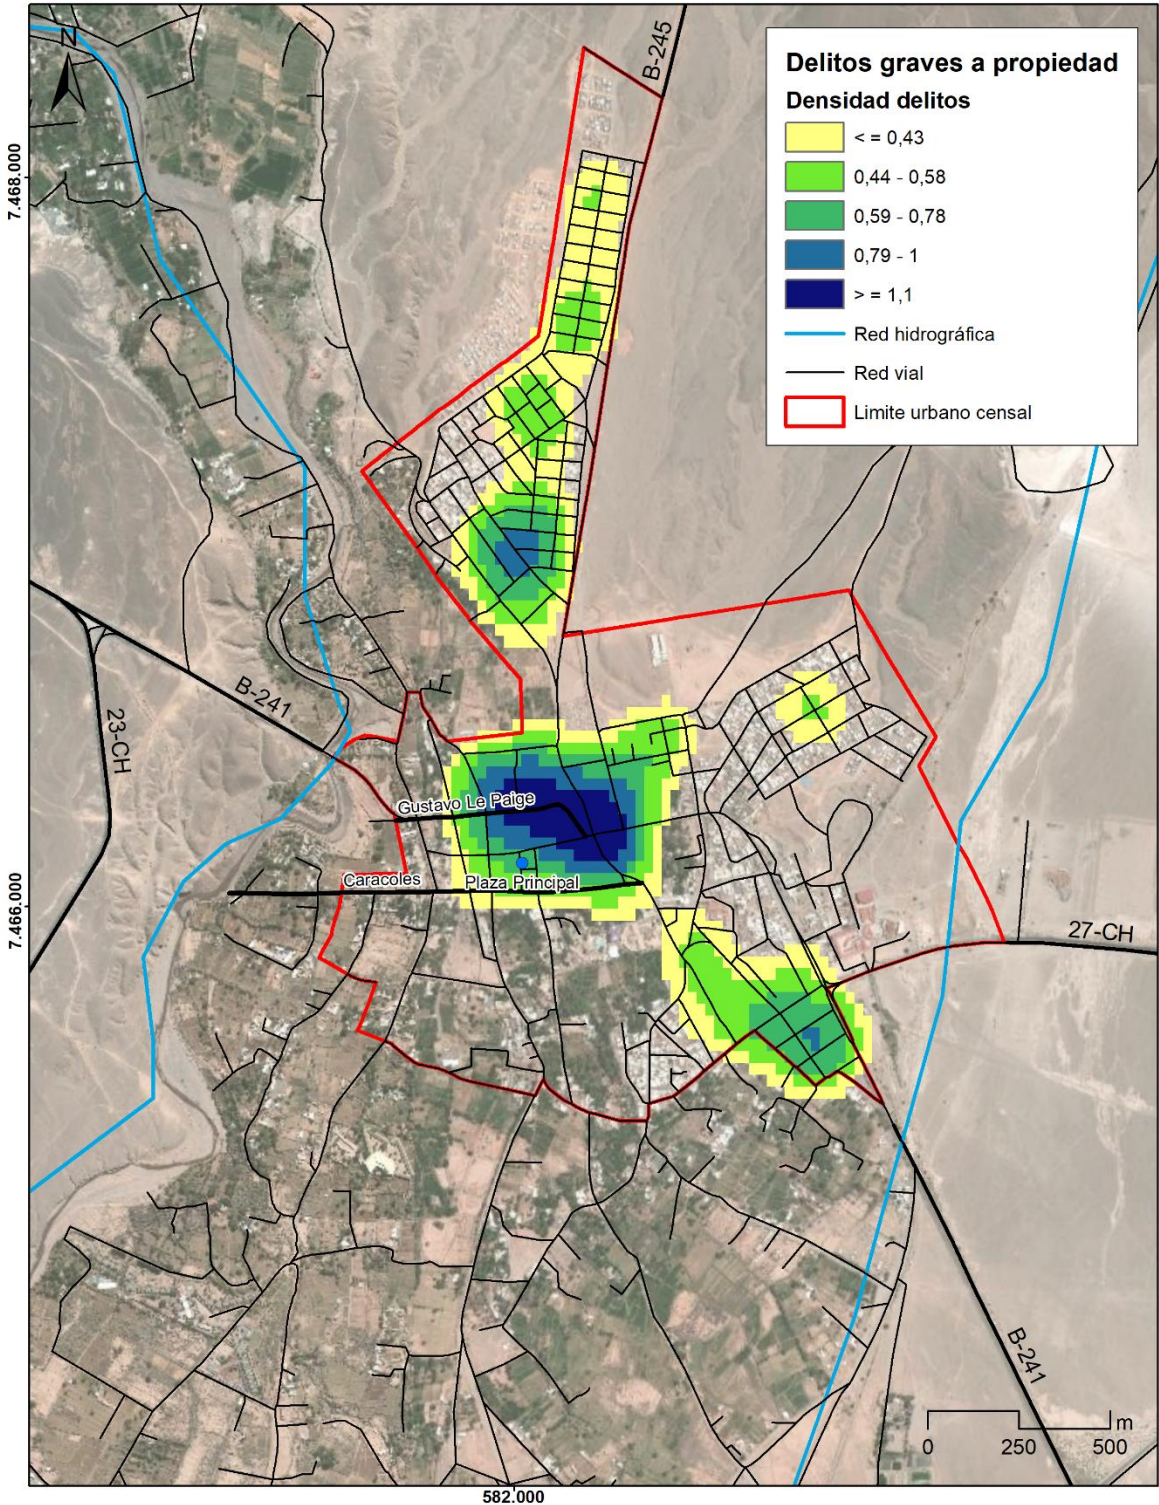 N
B-245
Delitos graves a propiedad
Densidad delitos
< = 0,43
0,44 - 0,58
0,59 - 0,78
0,79 - 1
> = 1,1
Red hidrográfica
Red vial
Limite urbano censal
7.468.000
B-241
23-CH
Gustavo Le Paige
Caracoles
Plaza Principal
7.466.000
27-CH
B-241
m
0 250 500
582.000